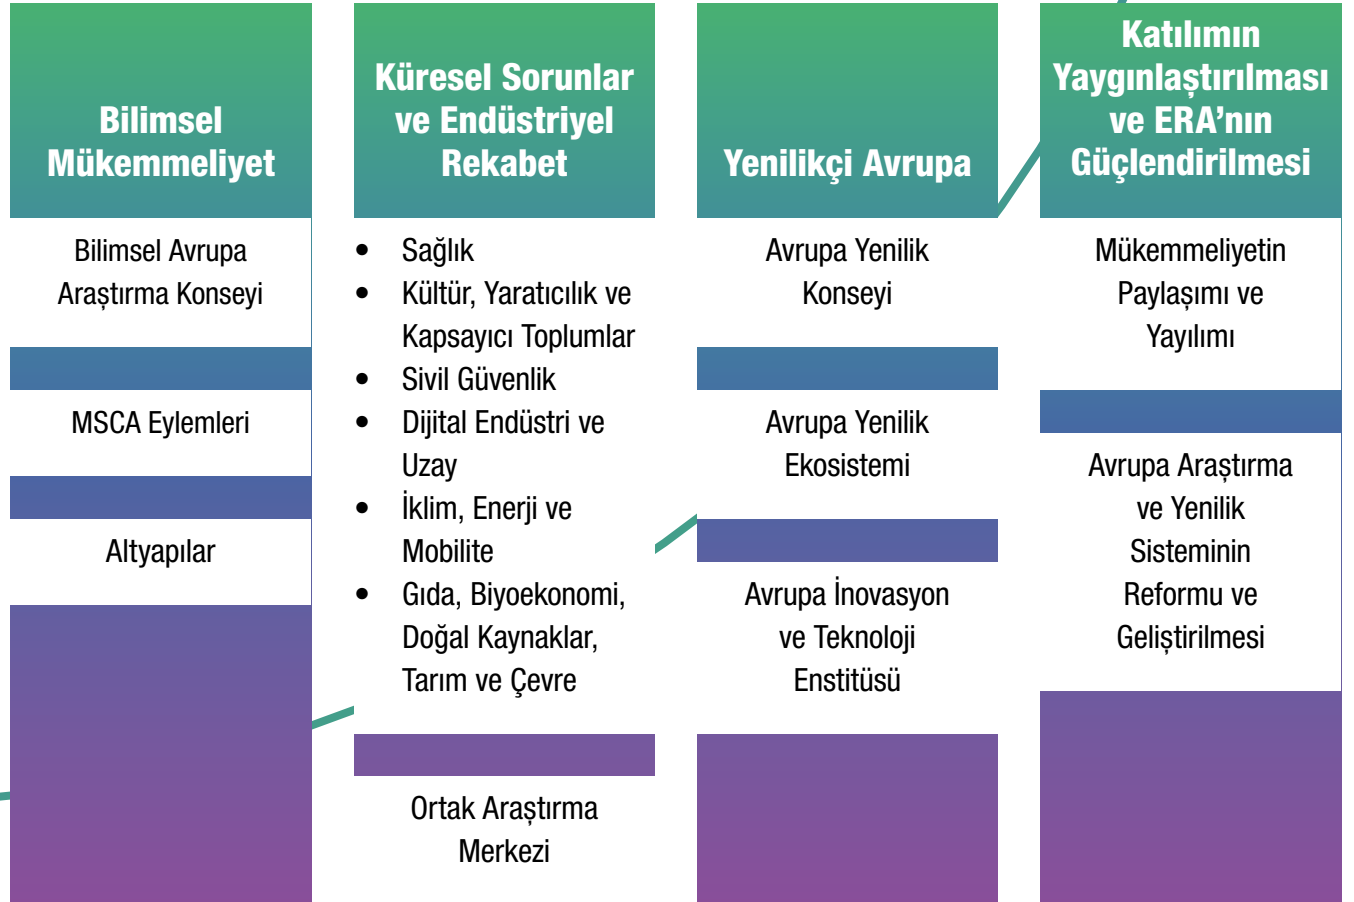 Bilimsel
Mükemmeliyet
Bilimsel Avrupa
Araştırma Konseyi
MSCA Eylemleri
Altyapılar
Küresel Sorunlar
ve Endüstriyel
Rekabet
• Sağlık
• Kültür, Yaratıcılık ve
Kapsayıcı Toplumlar
• Sivil Güvenlik
• Dijital Endüstri ve
Uzay
• İklim, Enerji ve
Mobilite
• Gıda, Biyoekonomi,
Doğal Kaynaklar,
Tarım ve Çevre
Ortak Araştırma
Merkezi
Yenilikçi Avrupa
Avrupa Yenilik
Konseyi
Avrupa Yenilik
Ekosistemi
Avrupa İnovasyon
ve Teknoloji
Enstitüsü
Katılımın
Yaygınlaştırılması
ve ERA’nın
Güçlendirilmesi
Mükemmeliyetin
Paylaşımı ve
Yayılımı
Avrupa Araştırma
ve Yenilik
Sisteminin
Reformu ve
Geliştirilmesi